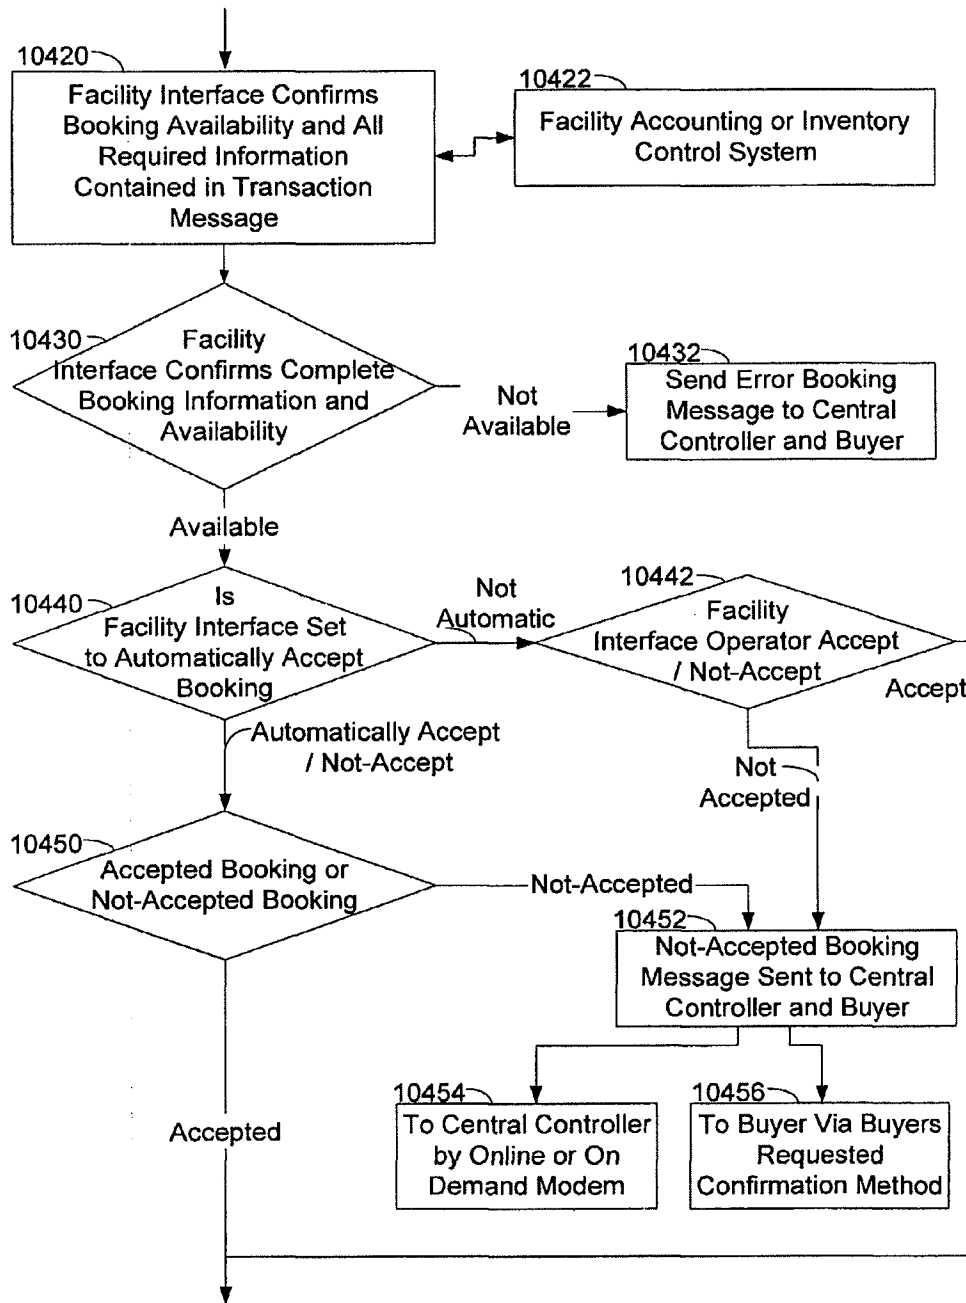 10420
Facility Interface Confirms
Booking Availability and All
Required Information
Contained in Transaction
Message
10422
Facility Accounting or Inventory
Control System
10430
Facility
Interface Confirms Complete
Booking Information and
Availability
Not
Available
10432
Send Error Booking
Message to Central
Controller and Buyer
Available
10440
Is
Facility Interface Set
to Automatically Accept
Booking
Not
Automatic
10442
Facility
Interface Operator Accept
/ Not-Accept
Accept
Automatically Accept
/ Not-Accept
Not
Accepted
10450
Accepted Booking or
Not-Accepted Booking
Not-Accepted
10452
Not-Accepted Booking
Message Sent to Central
Controller and Buyer
10454
To Central Controller
by Online or On
Demand Modem
10456
To Buyer Via Buyers
Requested
Confirmation Method
Accepted